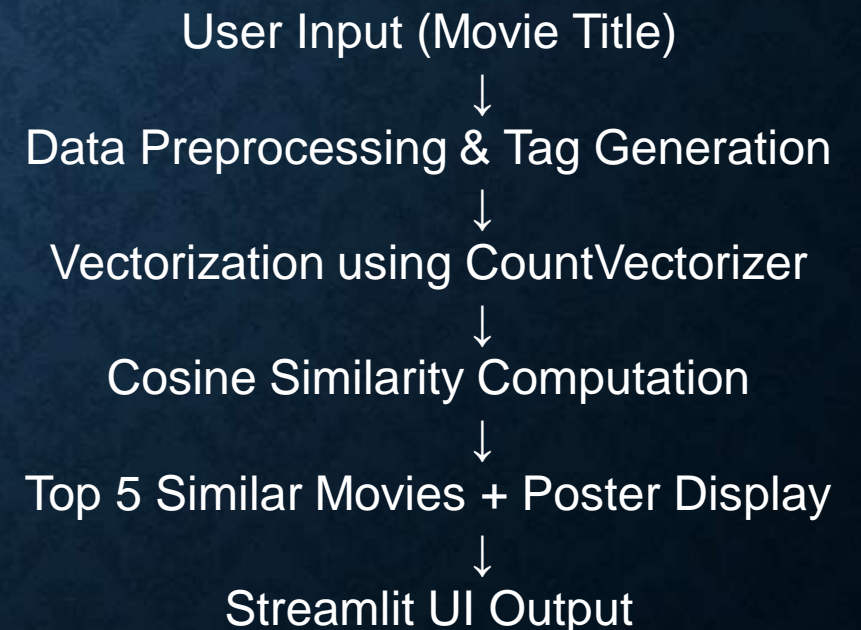 User Input (Movie Title)
↓
Data Preprocessing & Tag Generation
↓
Vectorization using CountVectorizer
↓
Cosine Similarity Computation
↓
Top 5 Similar Movies + Poster Display
↓
Streamlit UI Output